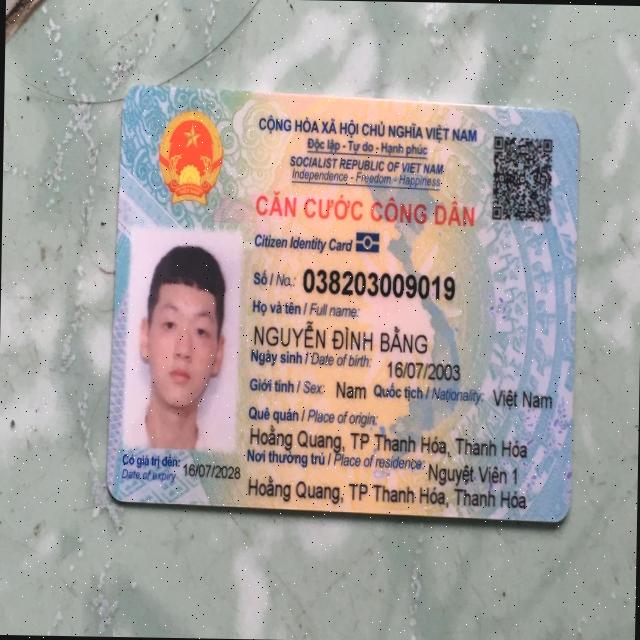 CỘNG HÒA XÃ HỘI CHỦ NGHĨA VIỆT NAM
Độc lập - Tự do - Hạnh phúc
SOCIALIST REPUBLIC OF VIET NAM
Independence - Freedom - Happiness
CĂN CƯỚC CÔNG DÂN
Citizen Identity Card
Số / No.: 038203009019
Họ và tên / Full name:
NGUYỄN ĐÌNH BẰNG
Ngày sinh / Date of birth: 16/07/2003
Giới tính / Sex: Nam Quốc tịch / Nationality: Việt Nam
Quê quán / Place of origin:
Hoằng Quang, TP Thanh Hóa, Thanh Hóa
Nơi thường trú / Place of residence: Nguyệt Viên 1
Hoằng Quang, TP Thanh Hóa, Thanh Hóa
Có giá trị đến: 16/07/2028
Date of expiry